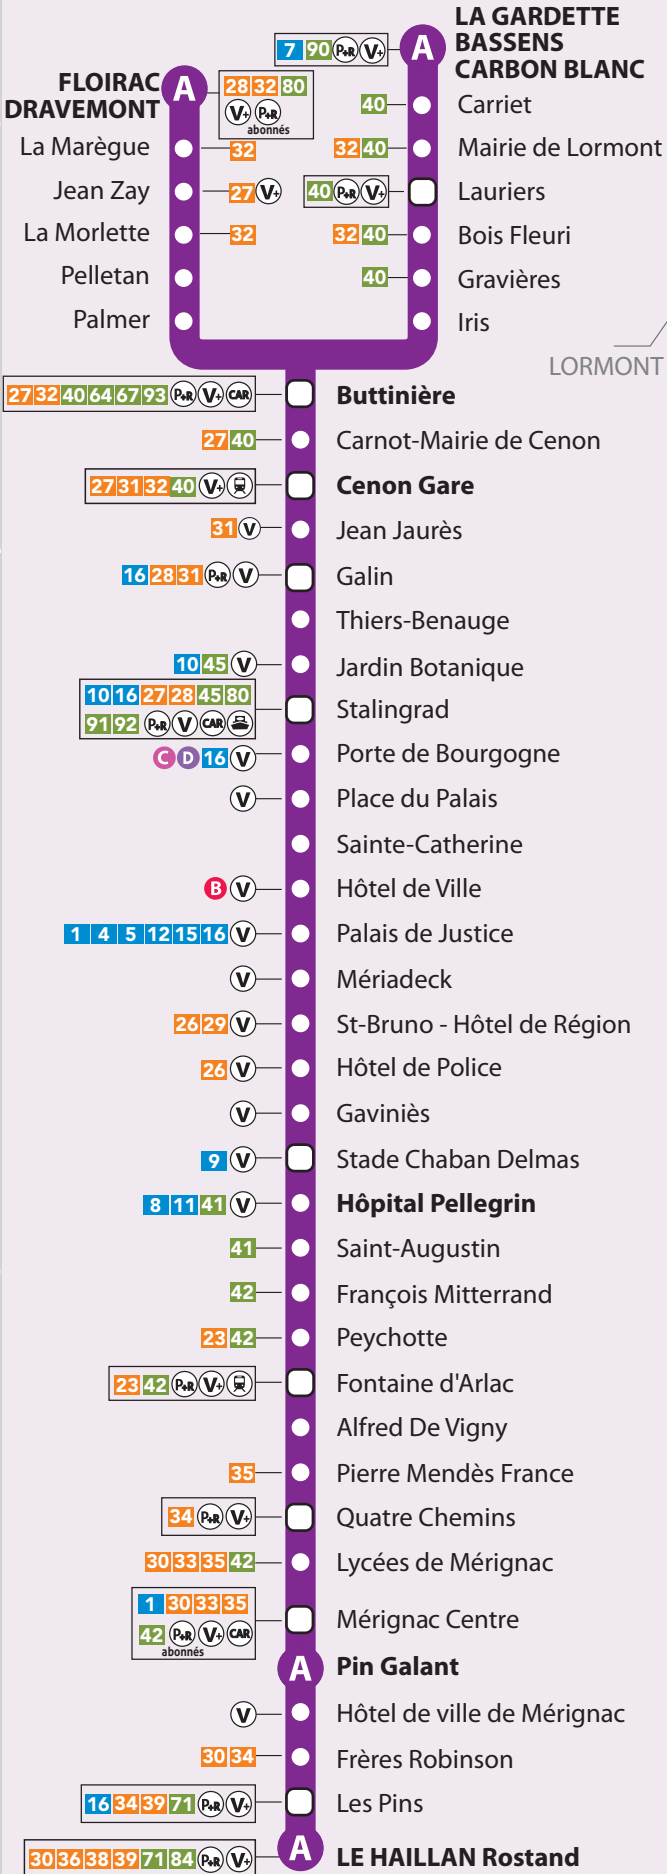 LA GARDETTE
BASSENS
CARBON BLANC
7 90 P+R V+ A
FLOIRAC
DRAVEMONT
A 28 32 80
V+ P+R
abonnés
40 Carriet
La Marègue 32
32 40 Mairie de Lormont
Jean Zay 27 V+
40 P+R V+ Lauriers
La Morlette 32
32 40 Bois Fleuri
Pelletan
40 Gravières
Palmer
Iris
LORMONT
27 32 40 64 67 93 P+R V+ CAR Buttinière
27 40 Carnot-Mairie de Cenon
27 31 32 40 V+ Cenon Gare
31 V Jean Jaurès
16 28 31 P+R V Galin
Thiers-Benauge
10 45 V Jardin Botanique
10 16 27 28 45 80
91 92 P+R V CAR
Stalingrad
C D 16 V Porte de Bourgogne
V Place du Palais
Sainte-Catherine
B V Hôtel de Ville
1 4 5 12 15 16 V Palais de Justice
V Mériadeck
26 29 V St-Bruno - Hôtel de Région
26 V Hôtel de Police
V Gaviniès
9 V Stade Chaban Delmas
8 11 41 V Hôpital Pellegrin
41 Saint-Augustin
42 François Mitterrand
23 42 Peychotte
23 42 P+R V+ Fontaine d'Arlac
Alfred De Vigny
35 Pierre Mendès France
34 P+R V+ Quatre Chemins
30 33 35 42 Lycées de Mérignac
1 30 33 35
42 P+R V+ CAR
abonnés
Mérignac Centre
A Pin Galant
V Hôtel de ville de Mérignac
30 34 Frères Robinson
16 34 39 71 P+R V+ Les Pins
30 36 38 39 71 84 P+R V+ A LE HAILLAN Rostand